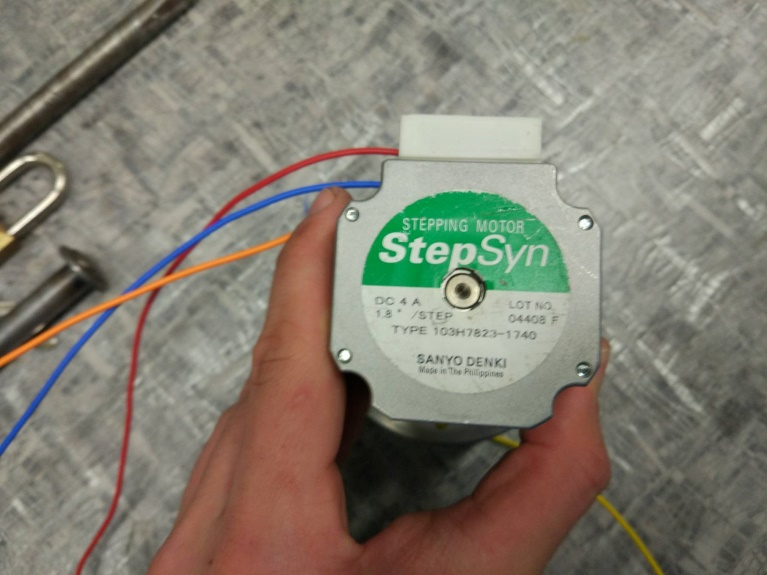 STEPPING MOTOR
StepSyn
DC 4 A LOT NO.
1.8° /STEP 04408 F
TYPE 103H7823-1740
SANYO DENKI
Made in The Philippines